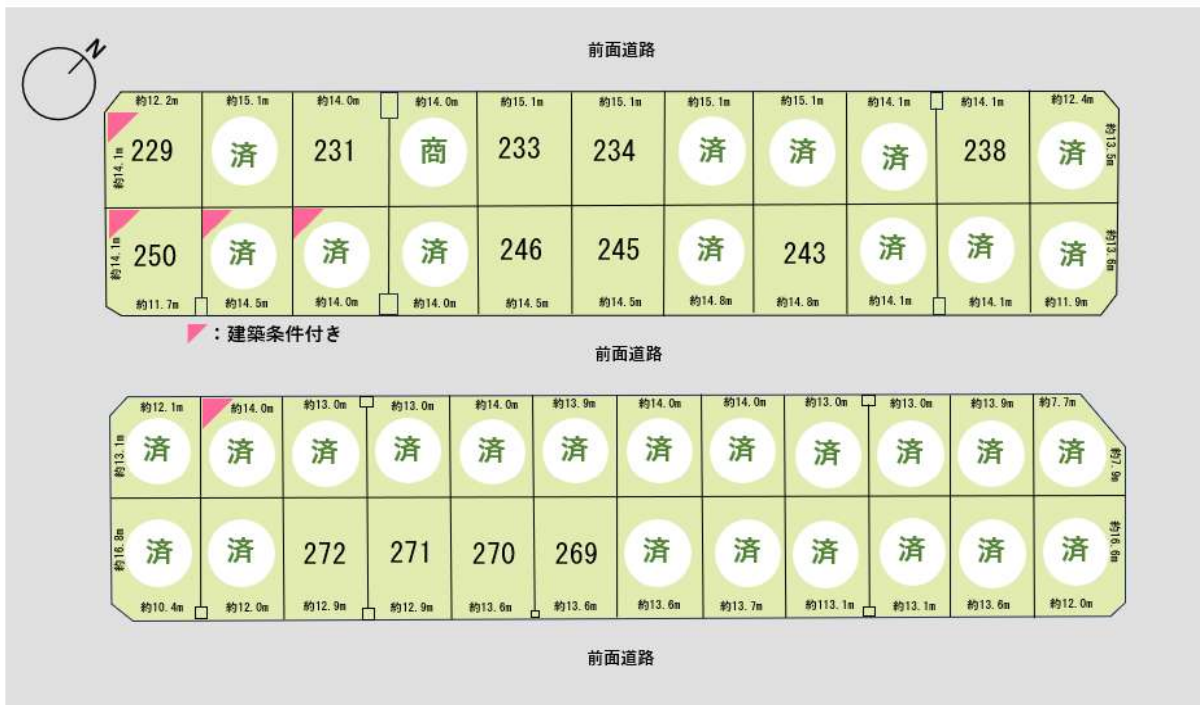 N
前面道路
約12.2m 約15.1m 約14.0m 約14.0m 約15.1m 約15.1m 約15.1m 約15.1m 約14.1m 約14.1m 約12.4m
約14.1m 229 済 231 商 233 234 済 済 済 238 済 約13.5m
約14.1m 250 済 済 済 246 245 済 243 済 済 済 約13.6m
約11.7m 約14.5m 約14.0m 約14.0m 約14.5m 約14.5m 約14.8m 約14.8m 約14.1m 約14.1m 約11.9m
：建築条件付き
前面道路
約12.1m 約14.0m 約13.0m 約13.0m 約14.0m 約13.9m 約14.0m 約14.0m 約13.0m 約13.0m 約13.9m 約7.7m
約13.1m 済 済 済 済 済 済 済 済 済 済 済 済 約7.9m
約16.8m 済 済 272 271 270 269 済 済 済 済 済 済 約16.6m
約10.4m 約12.0m 約12.9m 約12.9m 約13.6m 約13.6m 約13.6m 約13.7m 約113.1m 約13.1m 約13.6m 約12.0m
前面道路